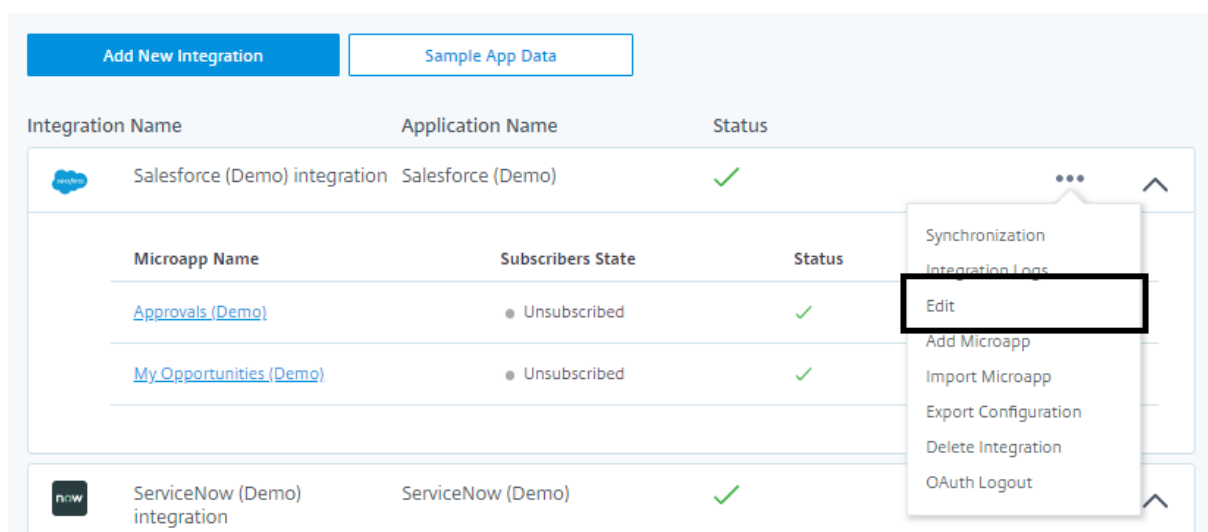 Add New Integration
Sample App Data
Integration Name Application Name Status
salesforce Salesforce (Demo) integration Salesforce (Demo)
Synchronization
Microapp Name Subscribers State Status
Integration Logs
Approvals (Demo) Unsubscribed
Edit
Add Microapp
My Opportunities (Demo) Unsubscribed
Import Microapp
Export Configuration
Delete Integration
OAuth Logout
now ServiceNow (Demo) ServiceNow (Demo)
integration